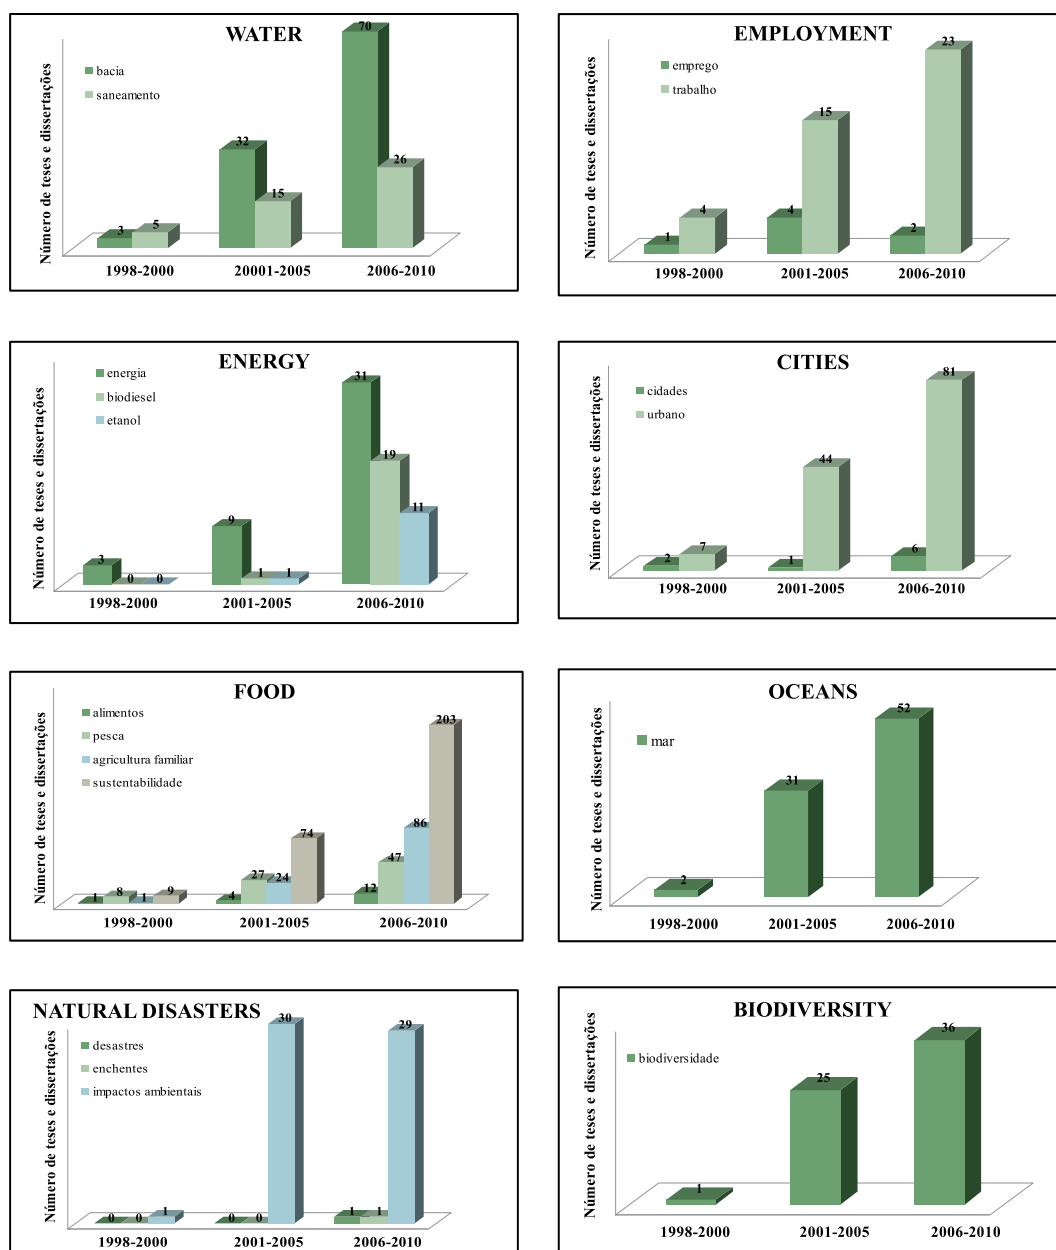 WATER
Número de teses e dissertações
bacia
saneamento
3
5
32
15
70
26
1998-2000
20001-2005
2006-2010
EMPLOYMENT
Número de teses e dissertações
emprego
trabalho
1
4
4
15
2
23
1998-2000
2001-2005
2006-2010
ENERGY
Número de teses e dissertações
energia
biodiesel
etanol
3
0
0
9
1
1
31
19
11
1998-2000
2001-2005
2006-2010
CITIES
Número de teses e dissertações
cidades
urbano
2
7
1
44
6
81
1998-2000
2001-2005
2006-2010
FOOD
Número de teses e dissertações
alimentos
pesca
agricultura familiar
sustentabilidade
1
8
1
9
4
27
24
74
12
47
86
203
1998-2000
2001-2005
2006-2010
OCEANS
Número de teses e dissertações
mar
2
31
52
1998-2000
2001-2005
2006-2010
NATURAL DISASTERS
Número de teses e dissertações
desastres
enchentes
impactos ambientais
0
0
1
0
0
30
1
1
29
1998-2000
2001-2005
2006-2010
BIODIVERSITY
Número de teses e dissertações
biodiversidade
1
25
36
1998-2000
2001-2005
2006-2010